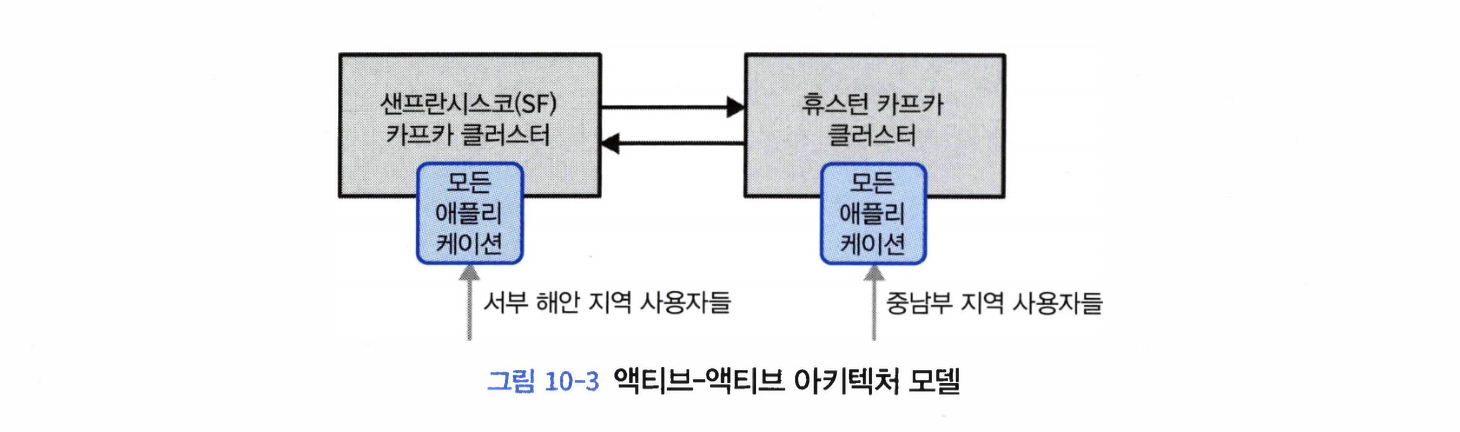 샌프란시스코(SF)
카프카 클러스터
휴스턴 카프카
클러스터
모든
애플리
케이션
모든
애플리
케이션
서부 해안 지역 사용자들
중남부 지역 사용자들
그림 10-3 액티브-액티브 아키텍처 모델